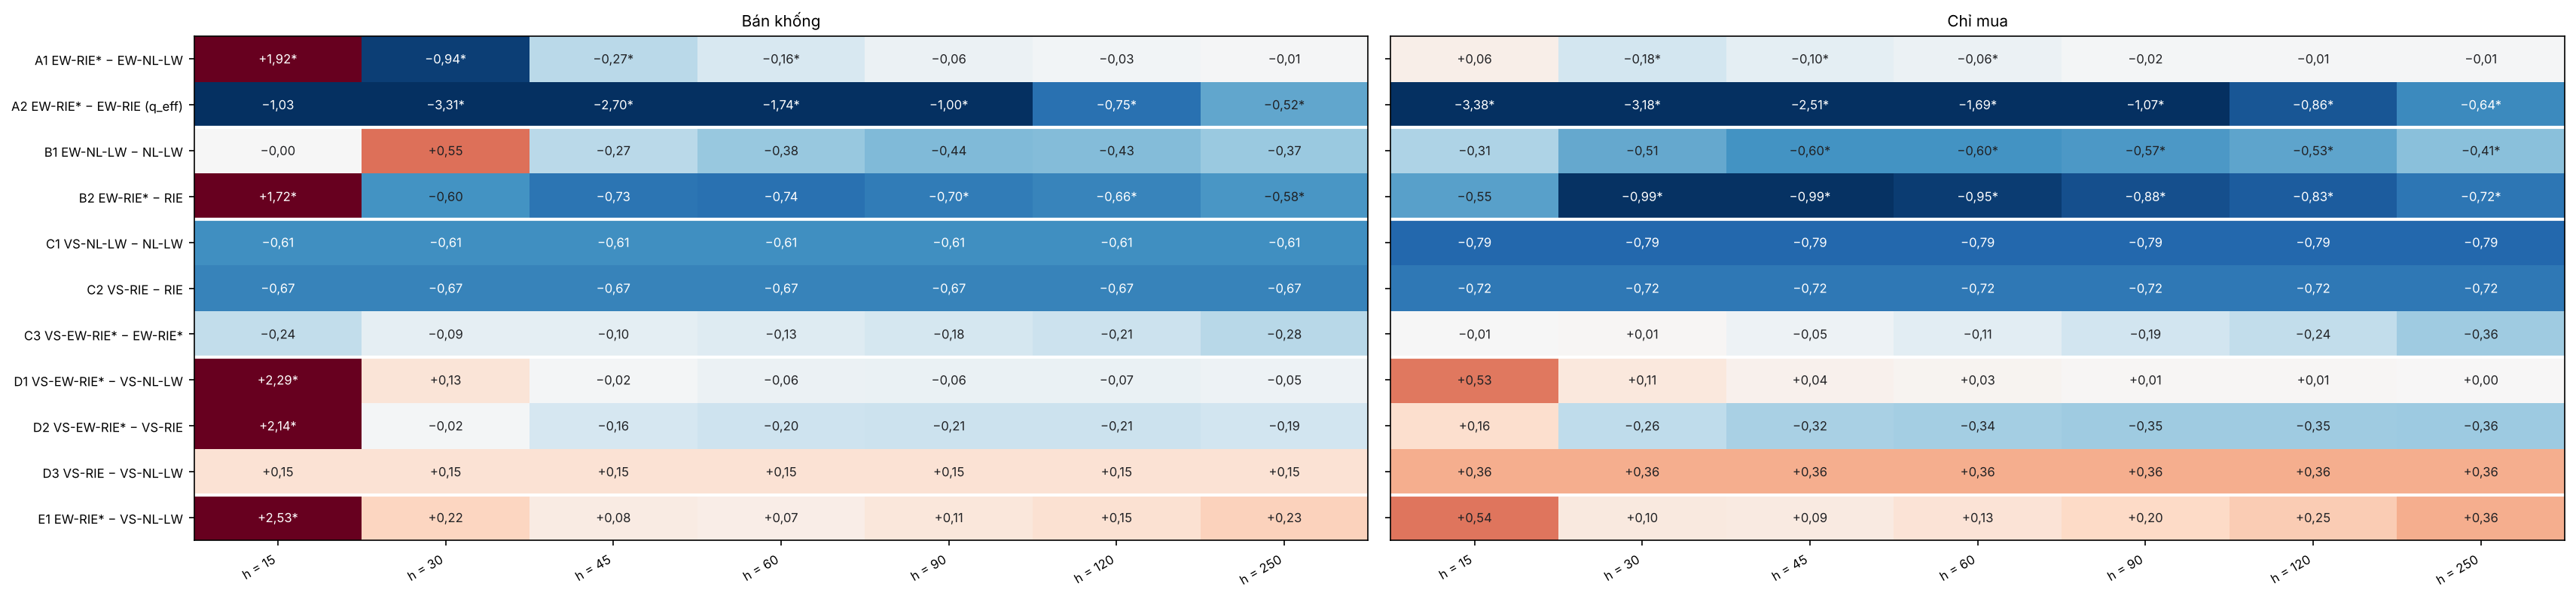 Bán khống
Chỉ mua
A1 EW-RIE* − EW-NL-LW +1,92* −0,94* −0,27* −0,16* −0,06 −0,03 −0,01 +0,06 −0,18* −0,10* −0,06* −0,02 −0,01 −0,01
A2 EW-RIE* − EW-RIE (q_eff) −1,03 −3,31* −2,70* −1,74* −1,00* −0,75* −0,52* −3,38* −3,18* −2,51* −1,69* −1,07* −0,86* −0,64*
B1 EW-NL-LW − NL-LW −0,00 +0,55 −0,27 −0,38 −0,44 −0,43 −0,37 −0,31 −0,51 −0,60* −0,60* −0,57* −0,53* −0,41*
B2 EW-RIE* − RIE +1,72* −0,60 −0,73 −0,74 −0,70* −0,66* −0,58* −0,55 −0,99* −0,99* −0,95* −0,88* −0,83* −0,72*
C1 VS-NL-LW − NL-LW −0,61 −0,61 −0,61 −0,61 −0,61 −0,61 −0,61 −0,79 −0,79 −0,79 −0,79 −0,79 −0,79 −0,79
C2 VS-RIE − RIE −0,67 −0,67 −0,67 −0,67 −0,67 −0,67 −0,67 −0,72 −0,72 −0,72 −0,72 −0,72 −0,72 −0,72
C3 VS-EW-RIE* − EW-RIE* −0,24 −0,09 −0,10 −0,13 −0,18 −0,21 −0,28 −0,01 +0,01 −0,05 −0,11 −0,19 −0,24 −0,36
D1 VS-EW-RIE* − VS-NL-LW +2,29* +0,13 −0,02 −0,06 −0,06 −0,07 −0,05 +0,53 +0,11 +0,04 +0,03 +0,01 +0,01 +0,00
D2 VS-EW-RIE* − VS-RIE +2,14* −0,02 −0,16 −0,20 −0,21 −0,21 −0,19 +0,16 −0,26 −0,32 −0,34 −0,35 −0,35 −0,36
D3 VS-RIE − VS-NL-LW +0,15 +0,15 +0,15 +0,15 +0,15 +0,15 +0,15 +0,36 +0,36 +0,36 +0,36 +0,36 +0,36 +0,36
E1 EW-RIE* − VS-NL-LW +2,53* +0,22 +0,08 +0,07 +0,11 +0,15 +0,23 +0,54 +0,10 +0,09 +0,13 +0,20 +0,25 +0,36
h = 15 h = 30 h = 45 h = 60 h = 90 h = 120 h = 250 h = 15 h = 30 h = 45 h = 60 h = 90 h = 120 h = 250